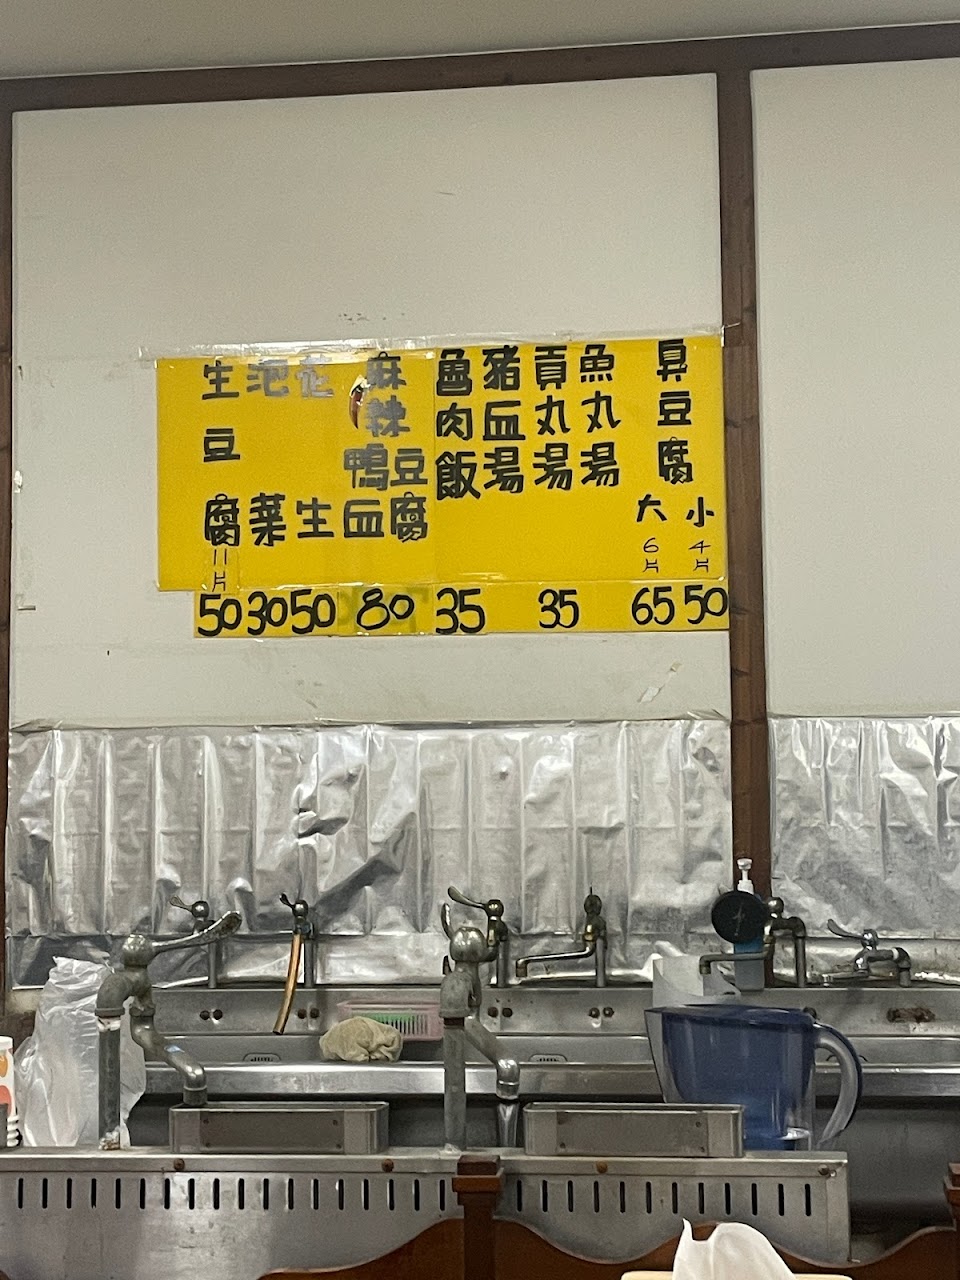 臭豆腐
小
4片
50
大
6片
65
魚丸湯
貢丸湯
豬血湯
35
魯肉飯
35
麻辣
豆腐
鴨血
80
花生
50
泡菜
30
生豆腐
11片
50